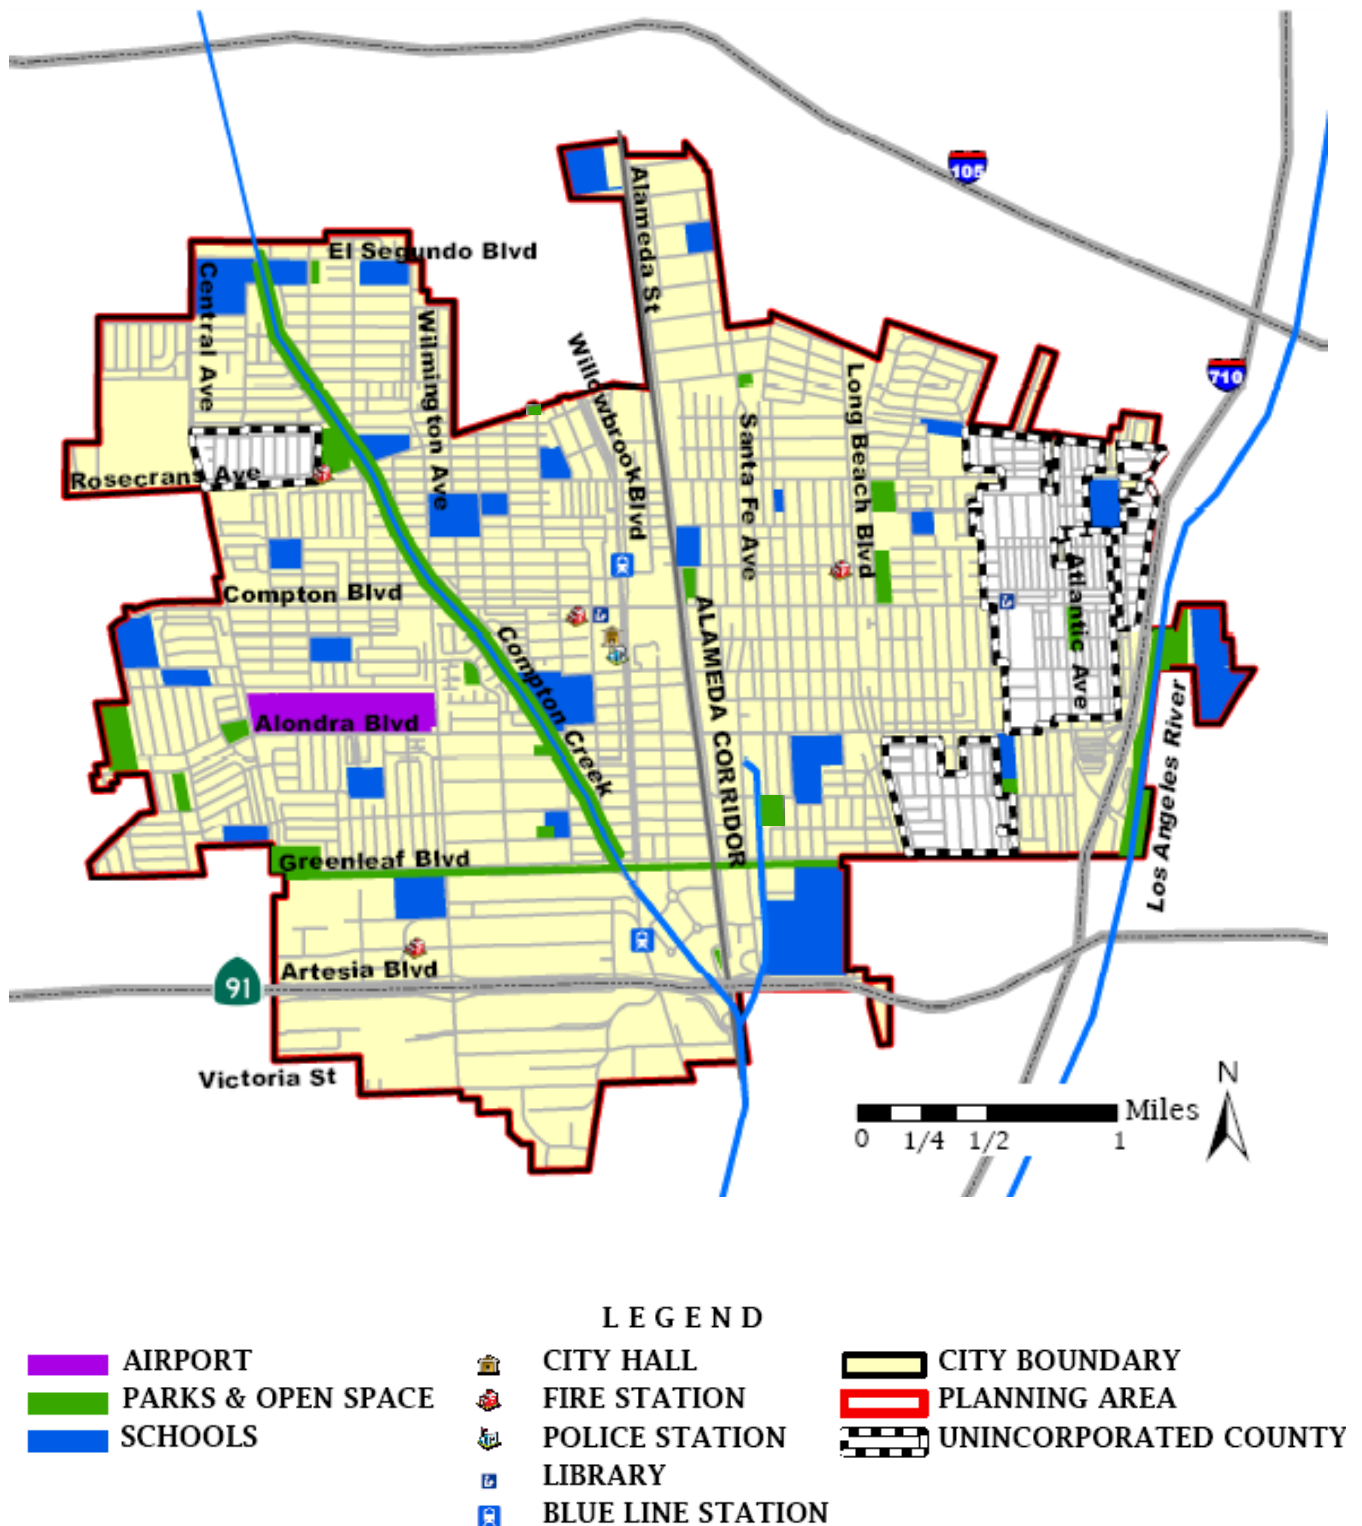 105
Alameda St
El Segundo Blvd
Central Ave
Wilmington Ave
Willowbrook Blvd
Long Beach Blvd
710
Santa Fe Ave
Rosecrans Ave
Compton Blvd
Atlantic Ave
Compton Creek
ALAMEDA CORRIDOR
Alondra Blvd
Los Angeles River
Greenleaf Blvd
Artesia Blvd
91
Victoria St
N
Miles
0 1/4 1/2 1
LEGEND
AIRPORT
PARKS & OPEN SPACE
SCHOOLS
CITY HALL
FIRE STATION
POLICE STATION
LIBRARY
BLUE LINE STATION
CITY BOUNDARY
PLANNING AREA
UNINCORPORATED COUNTY